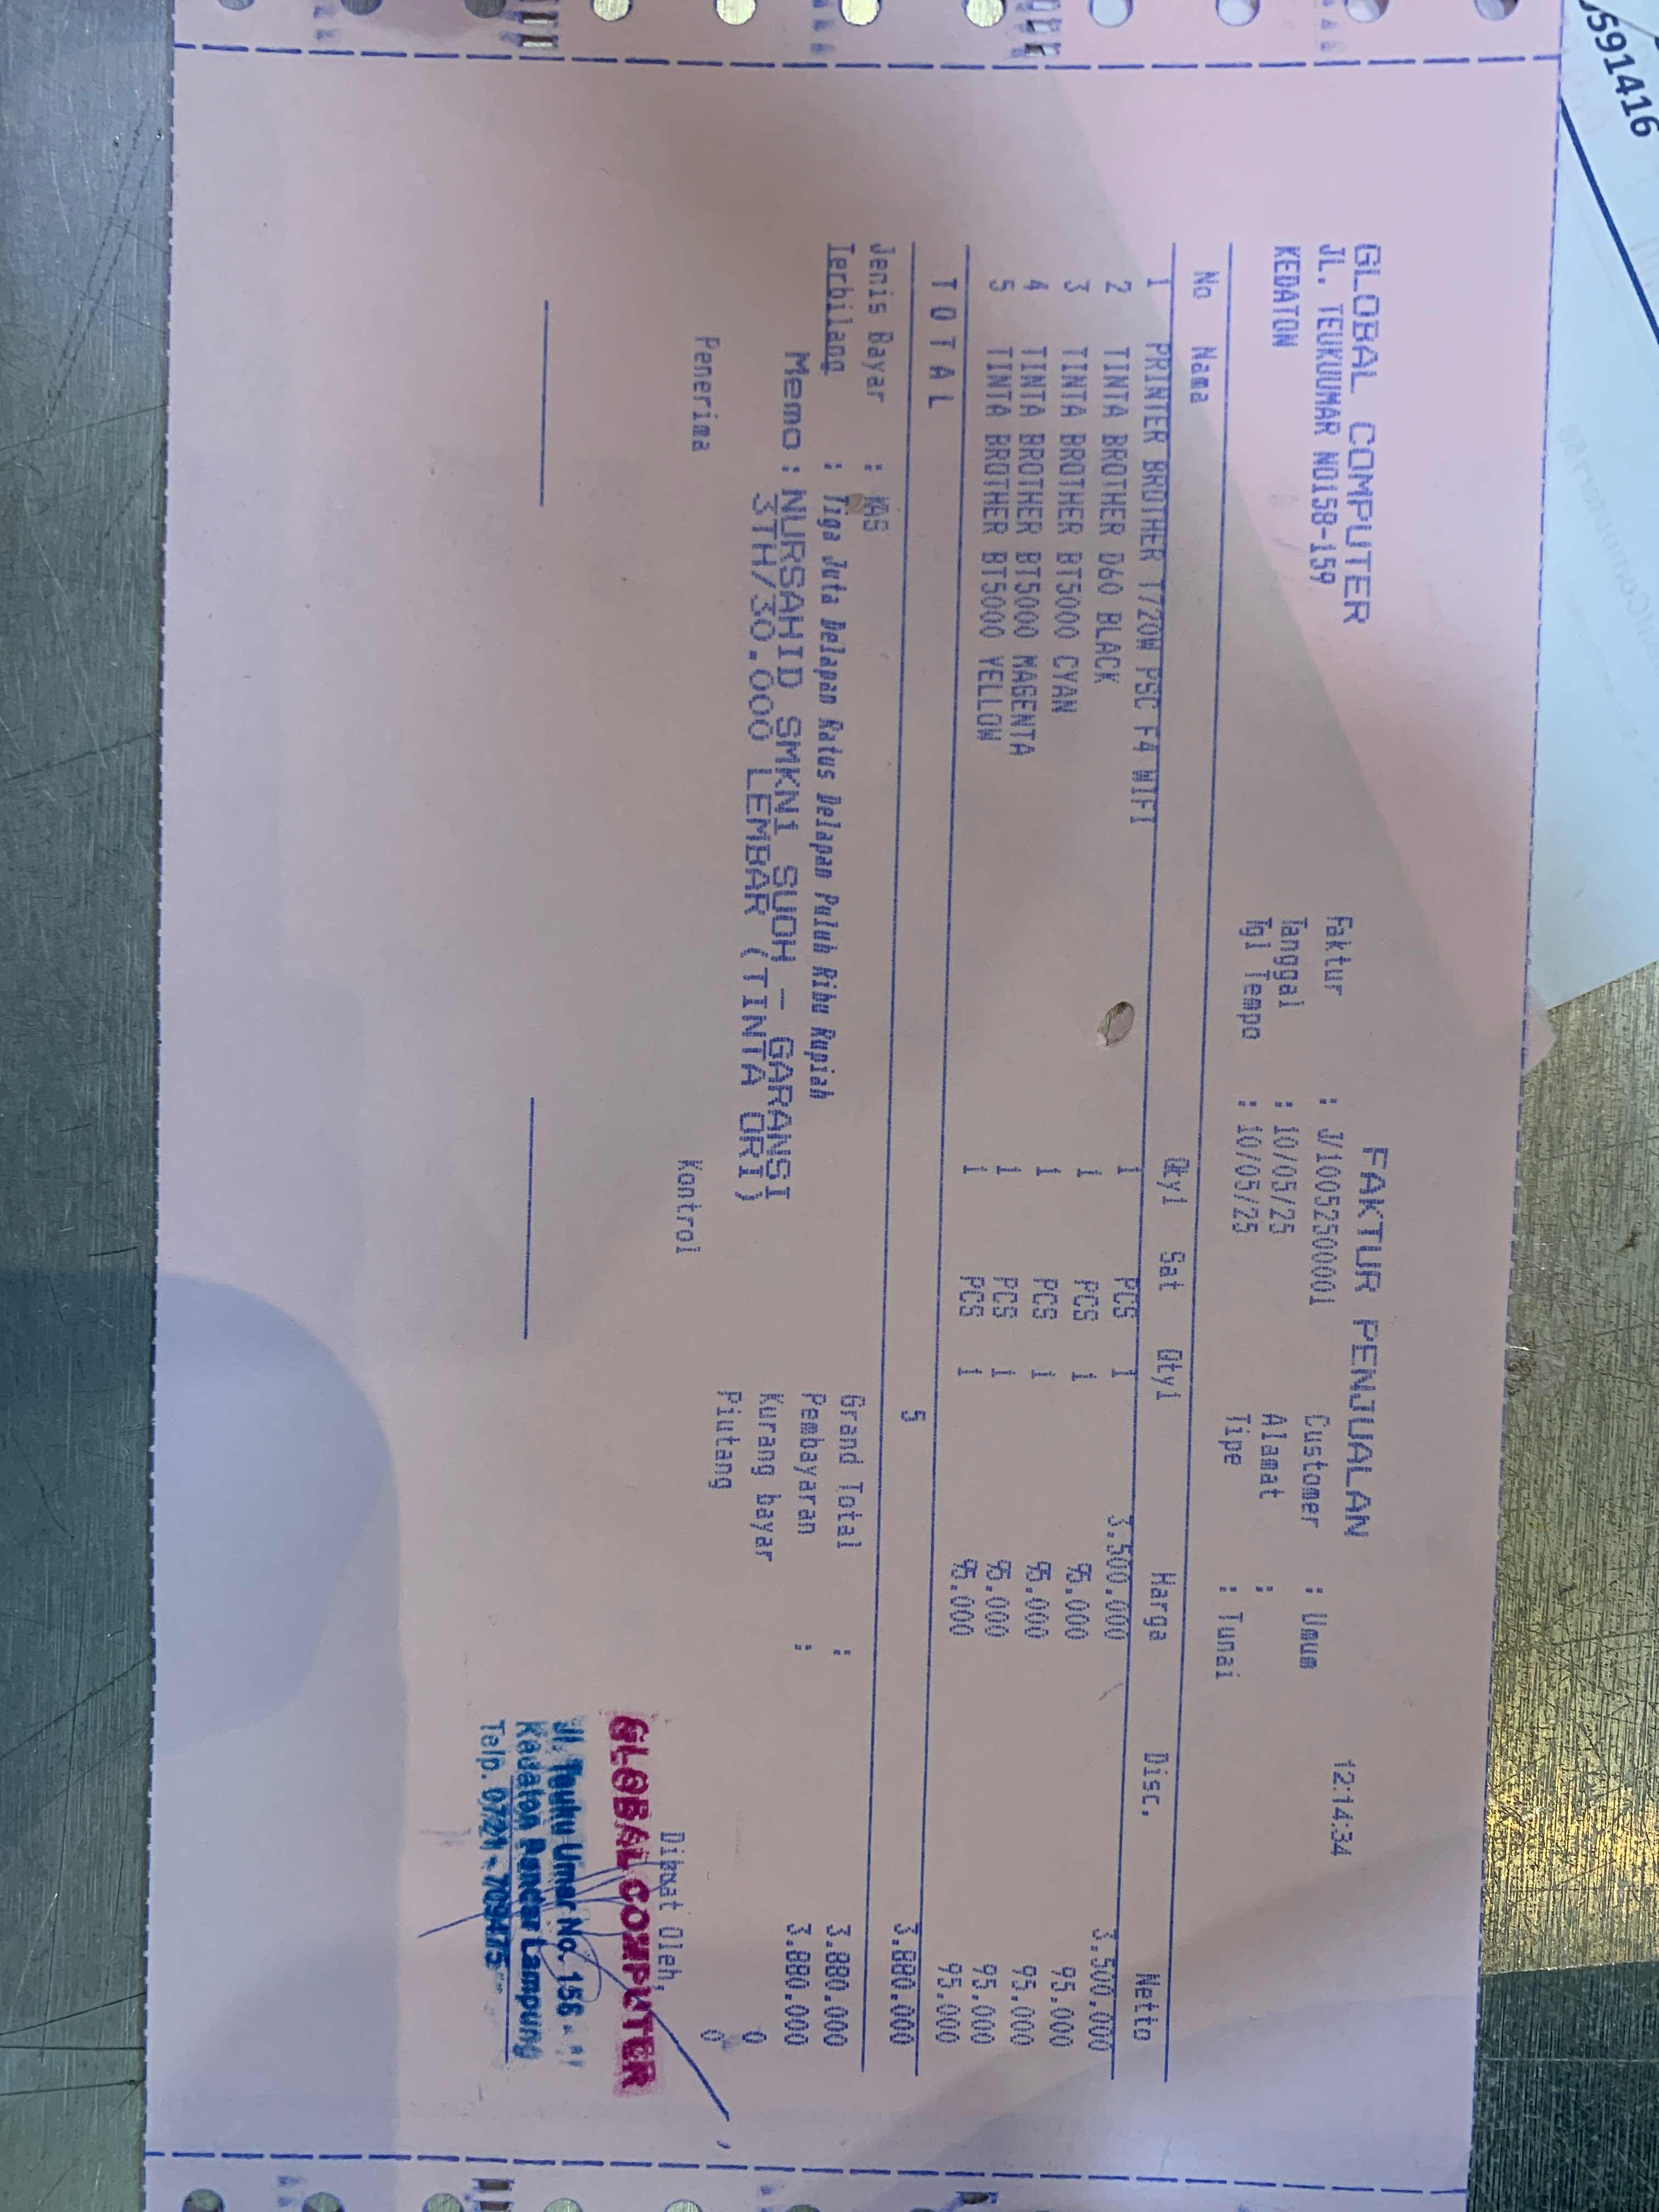 GLOBAL COMPUTER
JL. TEUKUUMAR NO158-159
KEDATON
FAKTUR PENJUALAN
12:14:34
Faktur : J/1005250001
Tanggal : 10/05/25
Tgl Tempo : 10/05/25
Customer : Umum
Alamat :
Tipe : Tunai
No Nama Qty1 Sat Qty1 Harga Disc. Netto
1 PRINTER BROTHER T720W PSC F4 WIFI 1 PCS 1 3.500.000 3.500.000
2 TINTA BROTHER D60 BLACK 1 PCS 1 95.000 95.000
3 TINTA BROTHER BT5000 CYAN 1 PCS 1 95.000 95.000
4 TINTA BROTHER BT5000 MAGENTA 1 PCS 1 95.000 95.000
5 TINTA BROTHER BT5000 YELLOW 1 PCS 1 95.000 95.000
T O T A L 5 3.880.000
Jenis Bayar : KAS
Terbilang : Tiga Juta Delapan Ratus Delapan Puluh Ribu Rupiah
Memo : NURSAHID SMKN1 SUOH - GARANSI
3TH/30.000 LEMBAR (TINTA ORI)
Grand Total : 3.880.000
Pembayaran : 3.880.000
Kurang bayar 0
Piutang 0
Penerima Kontrol Dibuat Oleh,
GLOBAL COMPUTER
Jl. Teuku Umar No. 156
Kedaton Bandar Lampung
Telp. 0721 -
591416